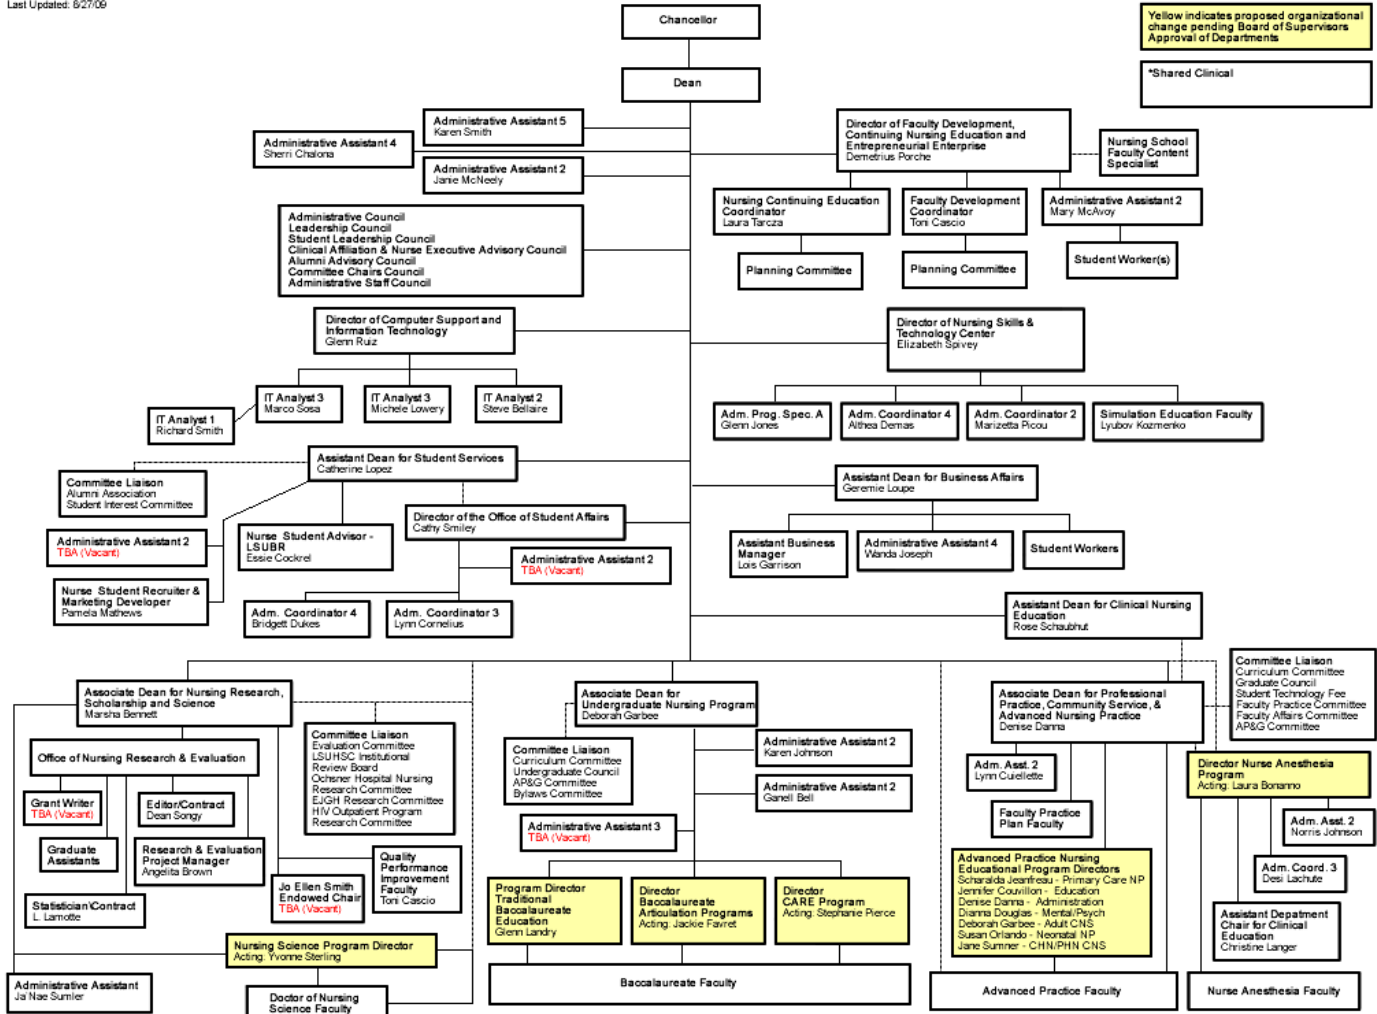 Last Updated: 8/27/09
Chancellor
Yellow indicates proposed organizational
change pending Board of Supervisors
Approval of Departments
*Shared Clinical
Dean
Administrative Assistant 5
Karen Smith
Administrative Assistant 4
Sherri Chalona
Administrative Assistant 2
Janie McNeely
Director of Faculty Development,
Continuing Nursing Education and
Entrepreneurial Enterprise
Demetrius Porche
Nursing School
Faculty Content
Specialist
Nursing Continuing Education
Coordinator
Laura Tarcza
Faculty Development
Coordinator
Toni Cascio
Administrative Assistant 2
Mary McAvoy
Planning Committee
Planning Committee
Student Worker(s)
Administrative Council
Leadership Council
Student Leadership Council
Clinical Affiliation & Nurse Executive Advisory Council
Alumni Advisory Council
Committee Chairs Council
Administrative Staff Council
Director of Computer Support and
Information Technology
Glenn Ruiz
IT Analyst 3
Marco Sosa
IT Analyst 3
Michele Lowery
IT Analyst 2
Steve Bellaire
IT Analyst 1
Richard Smith
Director of Nursing Skills &
Technology Center
Elizabeth Spivey
Adm. Prog. Spec. A
Glenn Jones
Adm. Coordinator 4
Althea Demas
Adm. Coordinator 2
Marizetta Picou
Simulation Education Faculty
Lyubov Kozmenko
Assistant Dean for Student Services
Catherine Lopez
Committee Liaison
Alumni Association
Student Interest Committee
Administrative Assistant 2
TBA (Vacant)
Nurse Student Recruiter &
Marketing Developer
Pamela Mathews
Nurse Student Advisor -
LSUBR
Essie Cockrel
Director of the Office of Student Affairs
Cathy Smiley
Administrative Assistant 2
TBA (Vacant)
Adm. Coordinator 4
Bridgett Dukes
Adm. Coordinator 3
Lynn Cornelius
Assistant Dean for Business Affairs
Geremie Loupe
Assistant Business
Manager
Lois Garrison
Administrative Assistant 4
Wanda Joseph
Student Workers
Assistant Dean for Clinical Nursing
Education
Rose Schaubhut
Associate Dean for Nursing Research,
Scholarship and Science
Marsha Bennett
Office of Nursing Research & Evaluation
Grant Writer
TBA (Vacant)
Editor/Contract
Dean Songy
Graduate
Assistants
Research & Evaluation
Project Manager
Angelita Brown
Statistician\Contract
L. Lamotte
Committee Liaison
Evaluation Committee
LSUHSC Institutional
Review Board
Ochsner Hospital Nursing
Research Committee
EJGH Research Committee
HIV Outpatient Program
Research Committee
Jo Ellen Smith
Endowed Chair
TBA (Vacant)
Quality
Performance
Improvement
Faculty
Toni Cascio
Nursing Science Program Director
Acting: Yvonne Sterling
Administrative Assistant
Ja'Nae Sumler
Doctor of Nursing
Science Faculty
Associate Dean for
Undergraduate Nursing Program
Deborah Garbee
Committee Liaison
Curriculum Committee
Undergraduate Council
AP&G Committee
Bylaws Committee
Administrative Assistant 2
Karen Johnson
Administrative Assistant 2
Ganell Bell
Administrative Assistant 3
TBA (Vacant)
Program Director
Traditional
Baccalaureate
Education
Glenn Landry
Director
Baccalaureate
Articulation Programs
Acting: Jackie Favret
Director
CARE Program
Acting: Stephanie Pierce
Baccalaureate Faculty
Associate Dean for Professional
Practice, Community Service, &
Advanced Nursing Practice
Denise Danna
Committee Liaison
Curriculum Committee
Graduate Council
Student Technology Fee
Faculty Practice Committee
Faculty Affairs Committee
AP&G Committee
Adm. Asst. 2
Lynn Cuiellette
Faculty Practice
Plan Faculty
Advanced Practice Nursing
Educational Program Directors
Scharalda Jeanfreau - Primary Care NP
Jennifer Couvillon - Education
Denise Danna - Administration
Dianna Douglas - Mental/Psych
Deborah Garbee - Adult CNS
Susan Orlando - Neonatal NP
Jane Sumner - CHN/PHN CNS
Advanced Practice Faculty
Director Nurse Anesthesia
Program
Acting: Laura Bonanno
Adm. Asst. 2
Norris Johnson
Adm. Coord. 3
Desi Lachute
Assistant Depatment
Chair for Clinical
Education
Christine Langer
Nurse Anesthesia Faculty